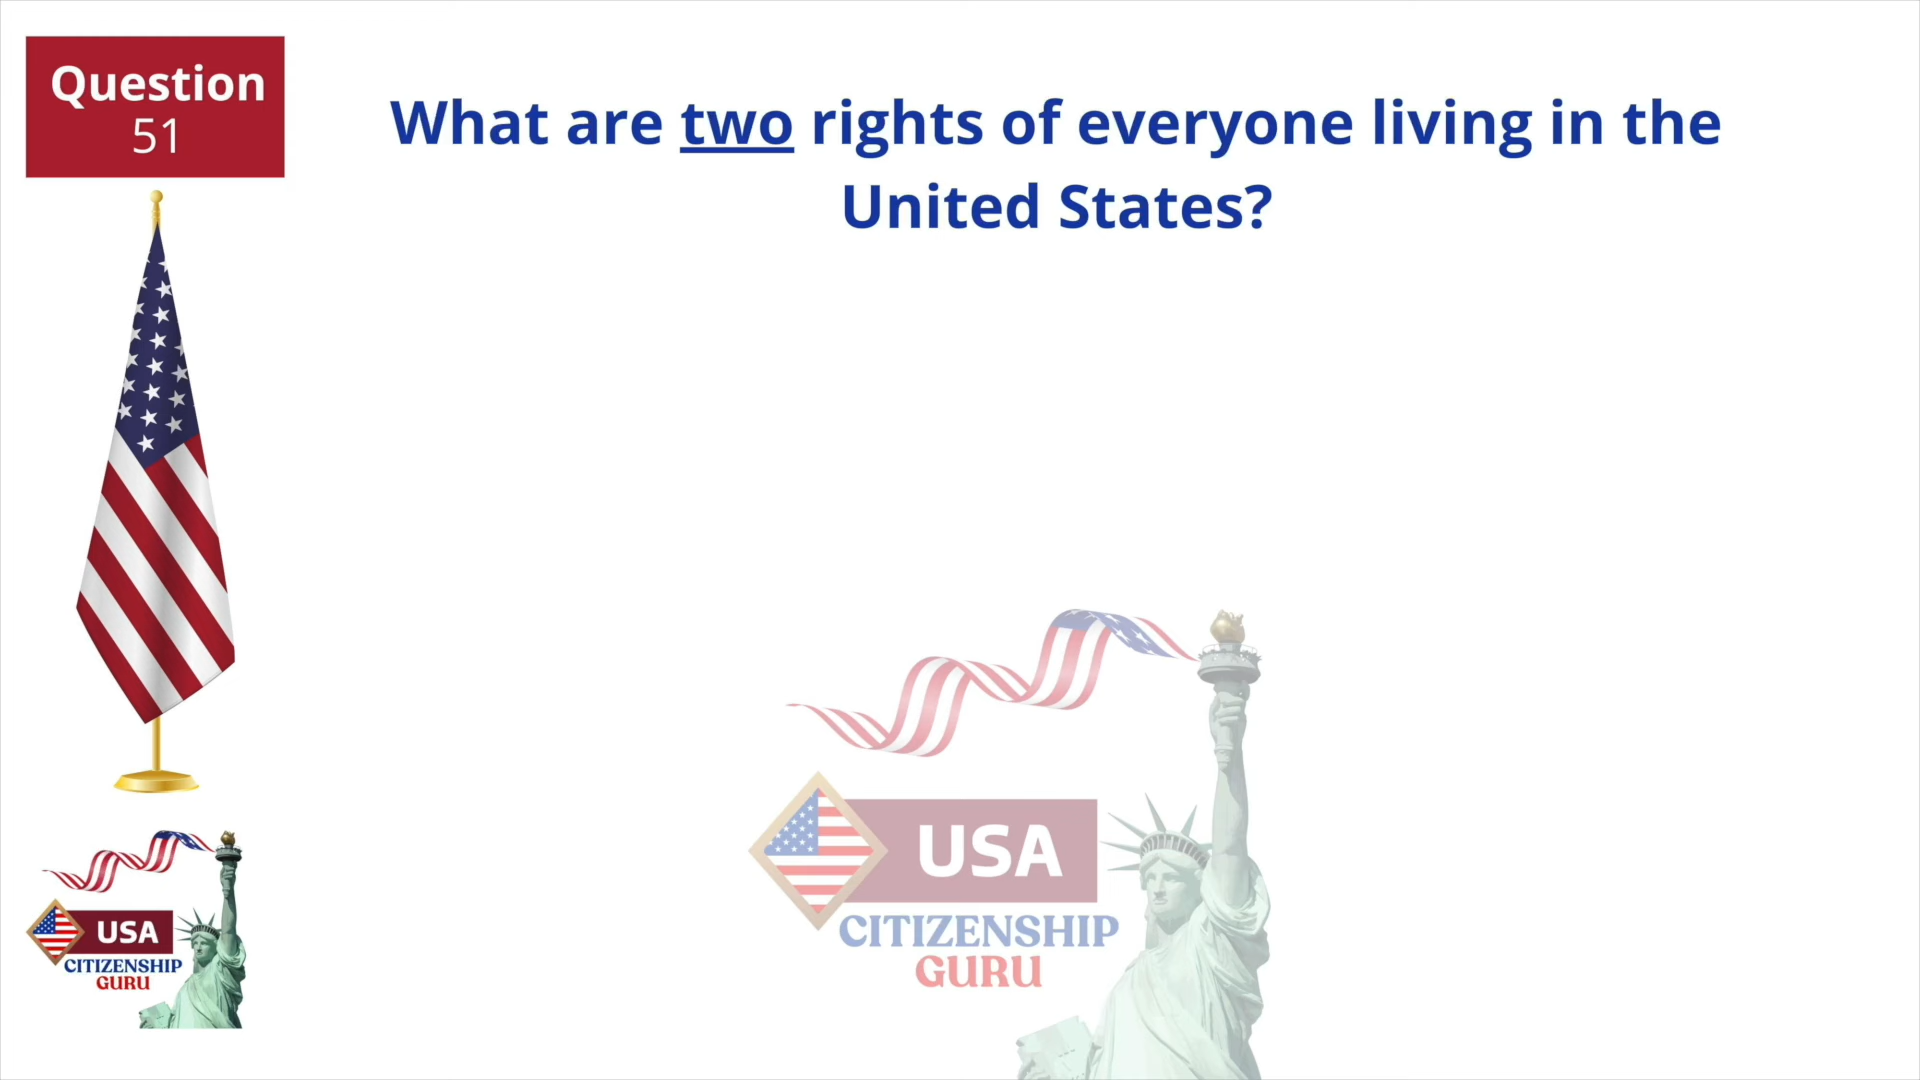 Question
51
What are two rights of everyone living in the
United States?
USA
CITIZENSHIP
GURU
USA
CITIZENSHIP
GURU